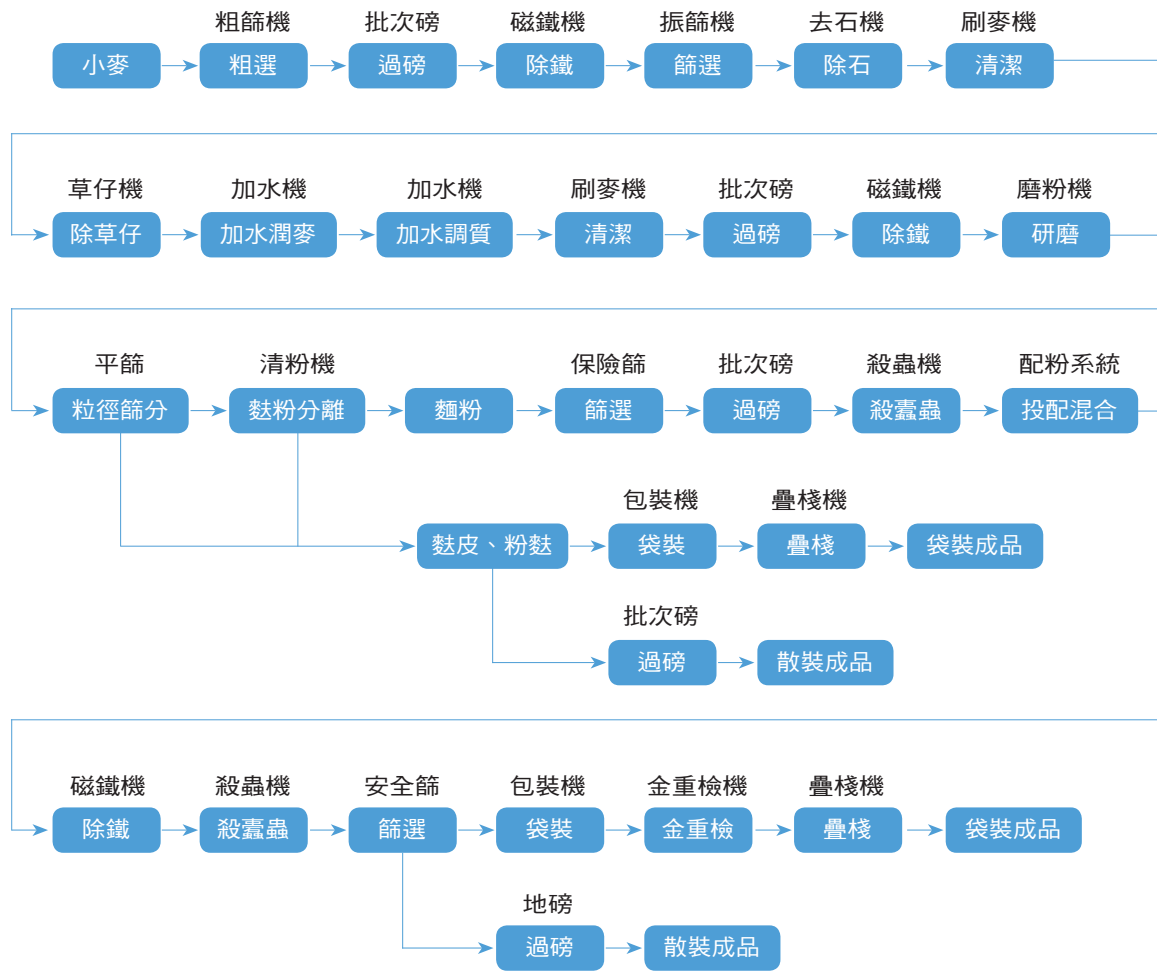 粗篩機 批次磅 磁鐵機 振篩機 去石機 刷麥機
小麥 粗選 過磅 除鐵 篩選 除石 清潔
草仔機 加水機 加水機 刷麥機 批次磅 磁鐵機 磨粉機
除草仔 加水潤麥 加水調質 清潔 過磅 除鐵 研磨
平篩 清粉機 保險篩 批次磅 殺蟲機 配粉系統
粒徑篩分 麩粉分離 麵粉 篩選 過磅 殺蠹蟲 投配混合
包裝機 疊棧機
麩皮、粉麩 袋裝 疊棧 袋裝成品
批次磅
過磅 散裝成品
磁鐵機 殺蟲機 安全篩 包裝機 金重檢機 疊棧機
除鐵 殺蠹蟲 篩選 袋裝 金重檢 疊棧 袋裝成品
地磅
過磅 散裝成品